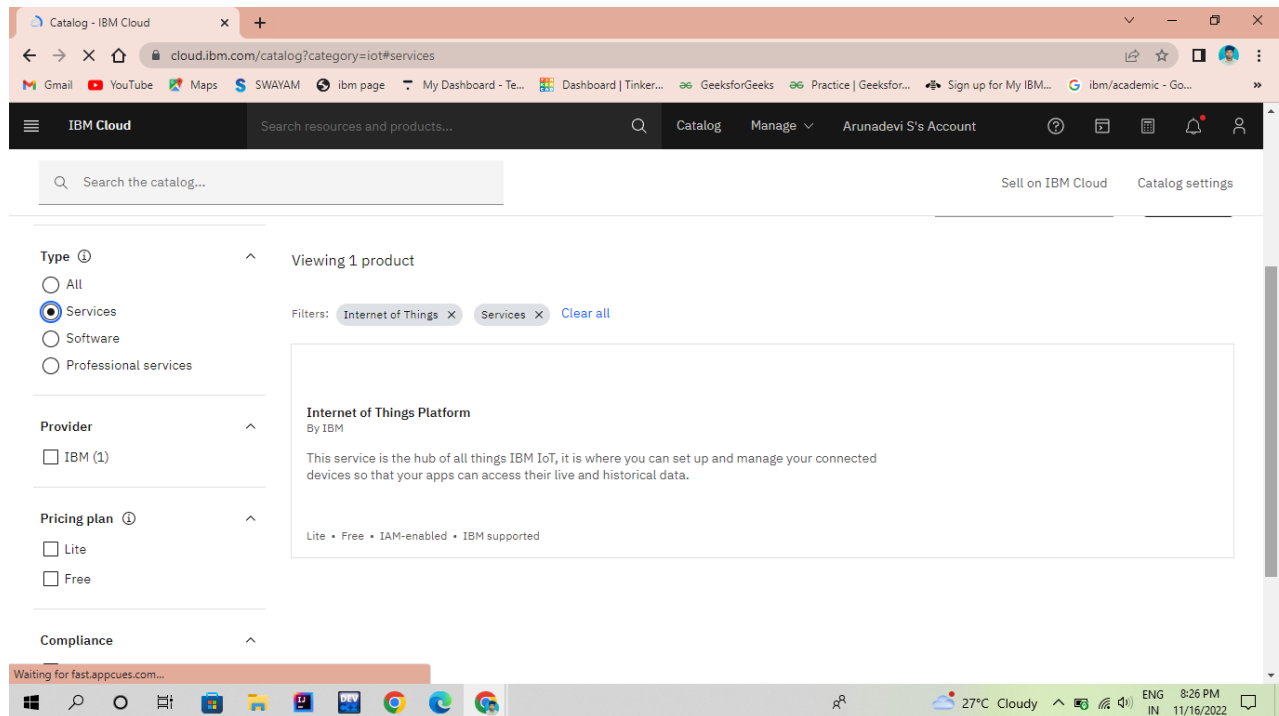 Catalog - IBM Cloud
cloud.ibm.com/catalog?category=iot#services
Gmail YouTube Maps SWAYAM ibm page My Dashboard - Te... Dashboard | Tinker... GeeksforGeeks Practice | Geeksfor... Sign up for My IBM... ibm/academic - Go... »
IBM Cloud Search resources and products... Catalog Manage Arunadevi S's Account
Search the catalog... Sell on IBM Cloud Catalog settings
Type
All
Services
Software
Professional services
Provider
IBM (1)
Pricing plan
Lite
Free
Compliance
Viewing 1 product
Filters: Internet of Things Services Clear all
Internet of Things Platform
By IBM
This service is the hub of all things IBM IoT, it is where you can set up and manage your connected
devices so that your apps can access their live and historical data.
Lite • Free • IAM-enabled • IBM supported
Waiting for fast.appcues.com...
DEV
27°C Cloudy
ENG
IN
8:26 PM
11/16/2022